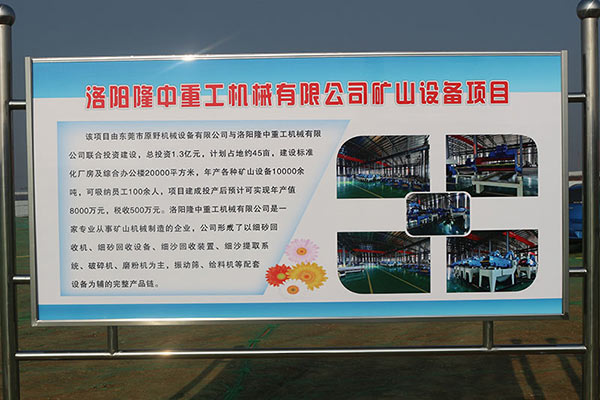 洛阳隆中重工机械有限公司矿山设备项目
该项目由东莞市原野机械设备有限公司与洛阳隆中重工机械有限
公司联合投资建设，总投资1.3亿元，计划占地约45亩，建设标准
化厂房及综合办公楼20000平方米，年产各种矿山设备10000余
吨，可吸纳员工100余人，项目建成投产后预计可实现年产值
8000万元，税收500万元。洛阳隆中重工机械有限公司是一
家专业从事矿山机械制造的企业，公司形成了以细砂回
收机、细砂回收设备、细沙回收装置、细沙提取系
统、破碎机、磨粉机为主，振动筛、给料机等配套
设备为辅的完整产品链。